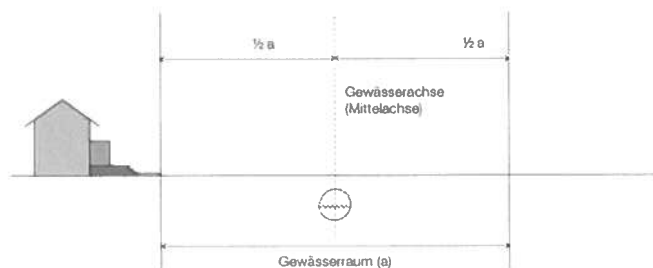 ½ a
½ a
Gewässerachse
(Mittelachse)
Gewässerraum (a)